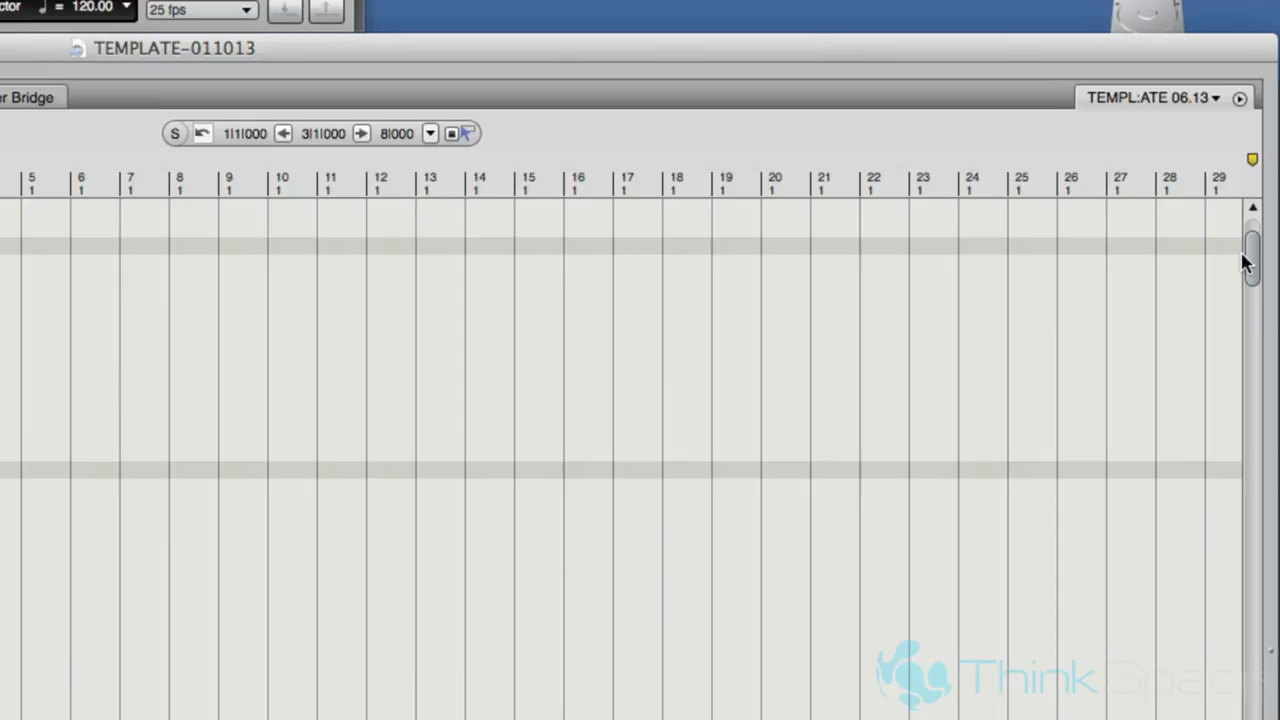 ctor ♩ = 120.00 25 fps
TEMPLATE-011013
er Bridge
TEMPL:ATE 06.13
S 1|1|000 3|1|000 8|000
5 6 7 8 9 10 11 12 13 14 15 16 17 18 19 20 21 22 23 24 25 26 27 28 29
1 1 1 1 1 1 1 1 1 1 1 1 1 1 1 1 1 1 1 1 1 1 1 1 1
ThinkSpac